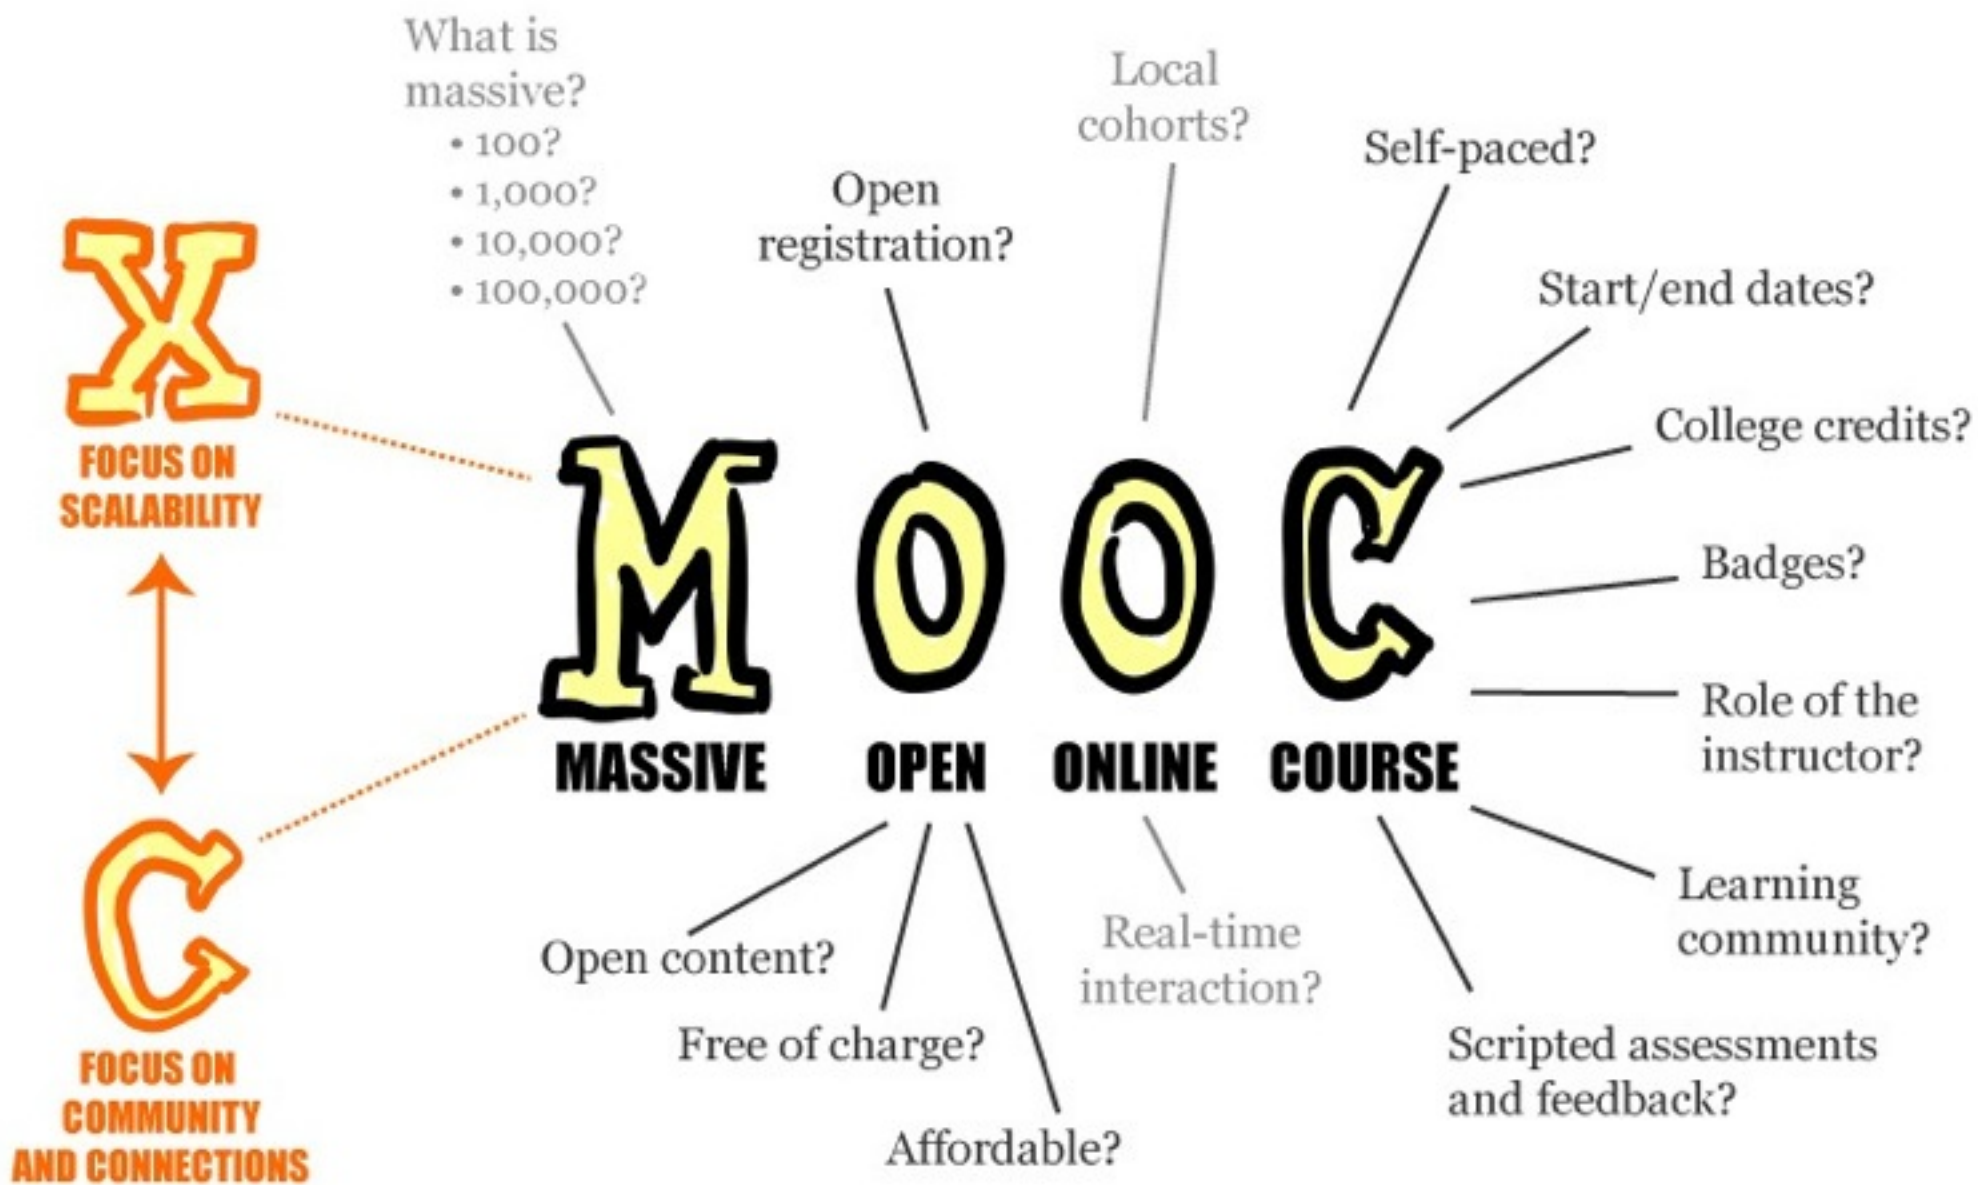 What is
massive?
• 100?
• 1,000?
• 10,000?
• 100,000?
Open
registration?
Local
cohorts?
Self-paced?
Start/end dates?
College credits?
Badges?
Role of the
instructor?
Learning
community?
Scripted assessments
and feedback?
X
FOCUS ON
SCALABILITY
C
FOCUS ON
COMMUNITY
AND CONNECTIONS
MOOC
MASSIVE OPEN ONLINE COURSE
Open content?
Free of charge?
Affordable?
Real-time
interaction?